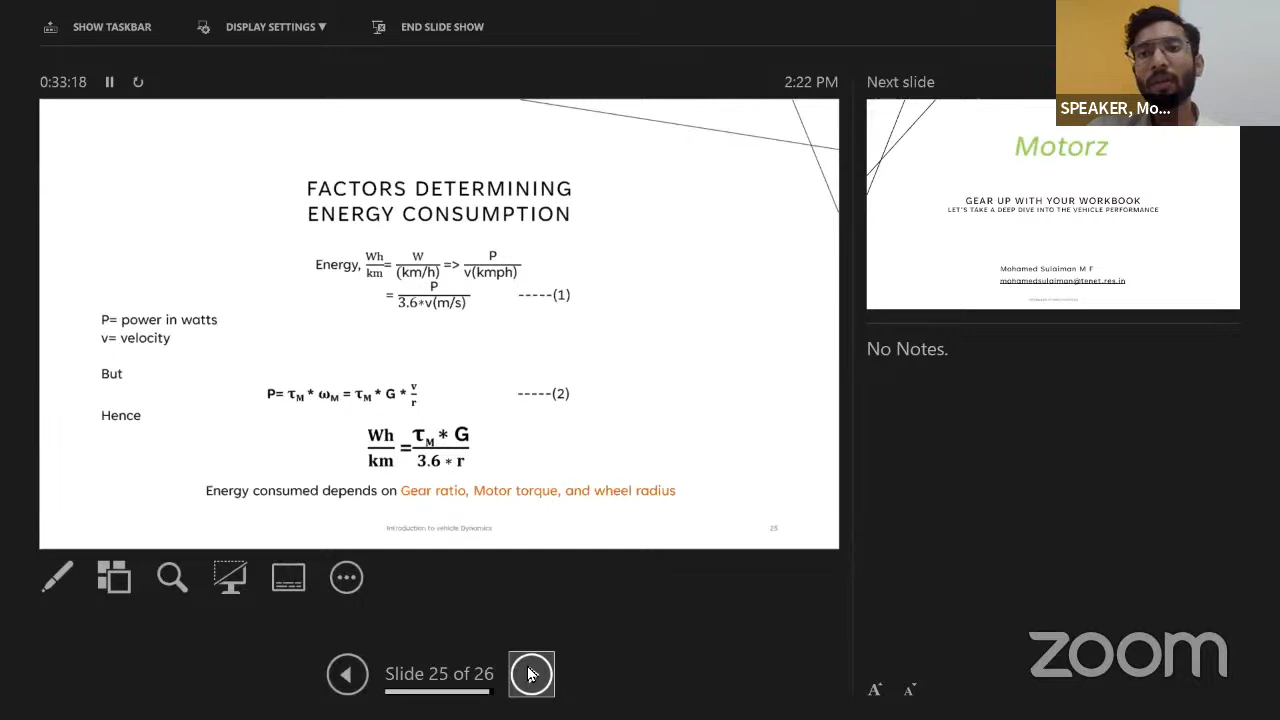 SHOW TASKBAR
DISPLAY SETTINGS ▼
END SLIDE SHOW
0:33:18
2:22 PM
Next slide
SPEAKER, Mo...
FACTORS DETERMINING
ENERGY CONSUMPTION
Energy, Wh/km = W/(km/h) => P/v(kmph)
= P/3.6*v(m/s) -----(1)
P= power in watts
v= velocity
But
P= τM * ωM = τM * G * v/r -----(2)
Hence
Wh/km = τM * G/3.6 * r
Energy consumed depends on Gear ratio, Motor torque, and wheel radius
Introduction to vehicle Dynamics
25
Motorz
GEAR UP WITH YOUR WORKBOOK
LET'S TAKE A DEEP DIVE INTO THE VEHICLE PERFORMANCE
Mohamed Sulaiman M F
mohamedsulaiman@tenet.res.in
No Notes.
Slide 25 of 26
A A
zoom